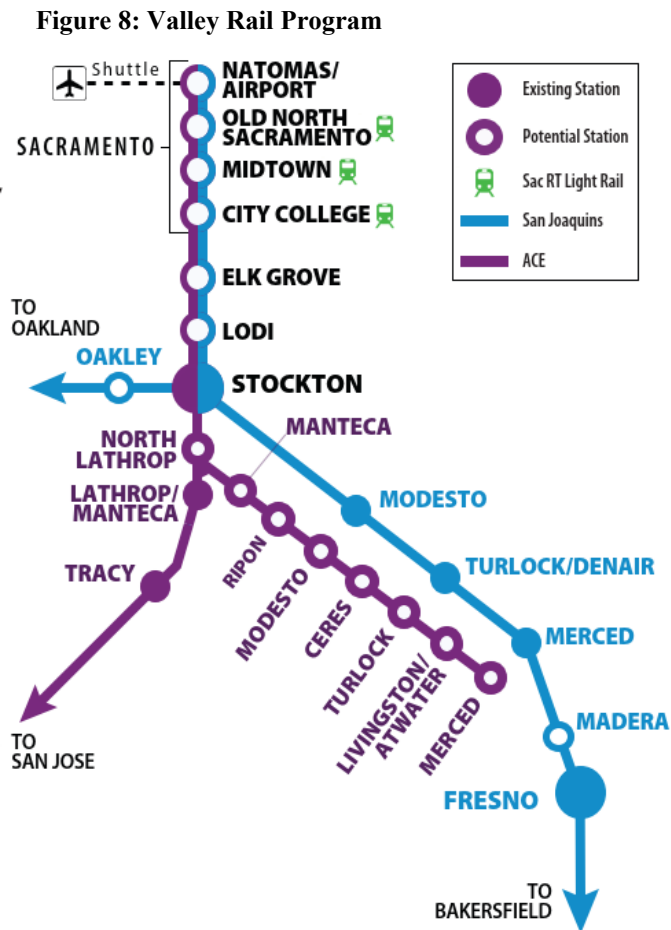 Figure 8: Valley Rail Program
Shuttle
NATOMAS/
AIRPORT
OLD NORTH
SACRAMENTO
SACRAMENTO
MIDTOWN
CITY COLLEGE
ELK GROVE
LODI
Existing Station
Potential Station
Sac RT Light Rail
San Joaquins
ACE
TO
OAKLAND
OAKLEY
STOCKTON
NORTH
LATHROP
MANTECA
LATHROP/
MANTECA
TRACY
TO
SAN JOSE
RIPON
MODESTO
CERES
TURLOCK
LIVINGSTON/
ATWATER
MERCED
MODESTO
TURLOCK/DENAIR
MERCED
MADERA
FRESNO
TO
BAKERSFIELD